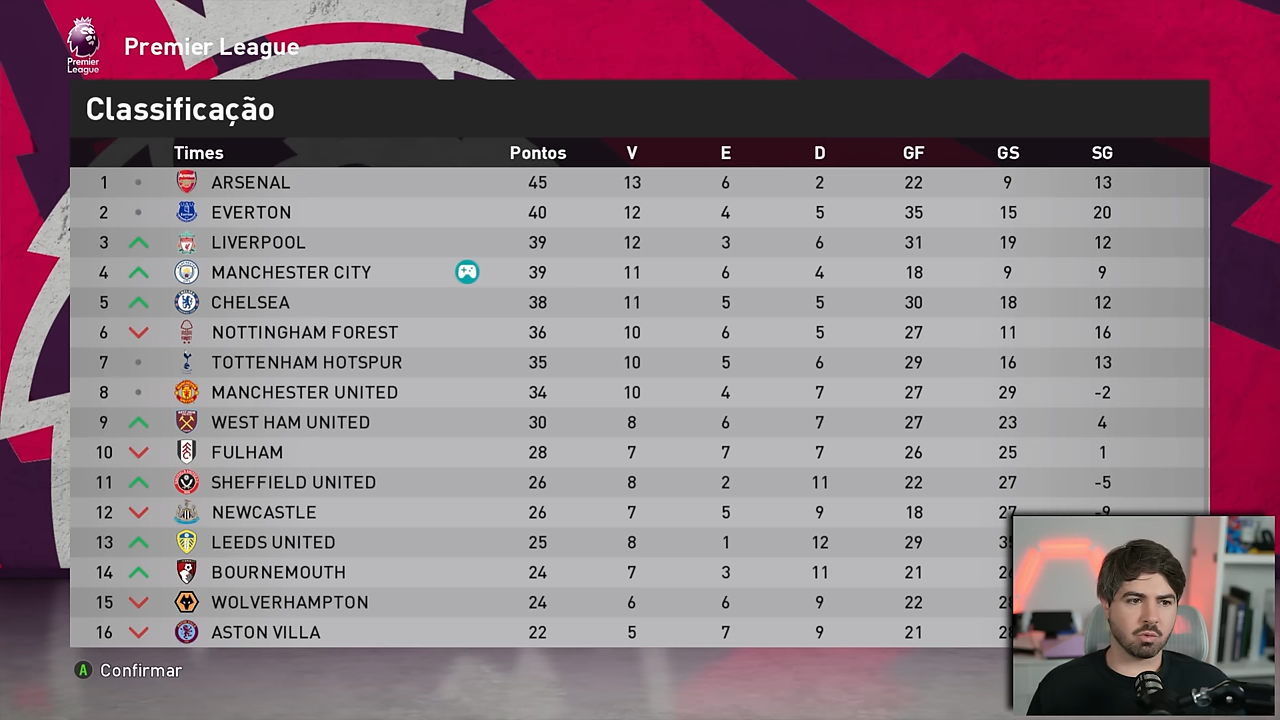 Premier League
Premier League
Classificação
Times Pontos V E D GF GS SG
1 ARSENAL 45 13 6 2 22 9 13
2 EVERTON 40 12 4 5 35 15 20
3 LIVERPOOL 39 12 3 6 31 19 12
4 MANCHESTER CITY 39 11 6 4 18 9 9
5 CHELSEA 38 11 5 5 30 18 12
6 NOTTINGHAM FOREST 36 10 6 5 27 11 16
7 TOTTENHAM HOTSPUR 35 10 5 6 29 16 13
8 MANCHESTER UNITED 34 10 4 7 27 29 -2
9 WEST HAM UNITED 30 8 6 7 27 23 4
10 FULHAM 28 7 7 7 26 25 1
11 SHEFFIELD UNITED 26 8 2 11 22 27 -5
12 NEWCASTLE 26 7 5 9 18 27 -9
13 LEEDS UNITED 25 8 1 12 29
14 BOURNEMOUTH 24 7 3 11 21
15 WOLVERHAMPTON 24 6 6 9 22
16 ASTON VILLA 22 5 7 9 21
A Confirmar